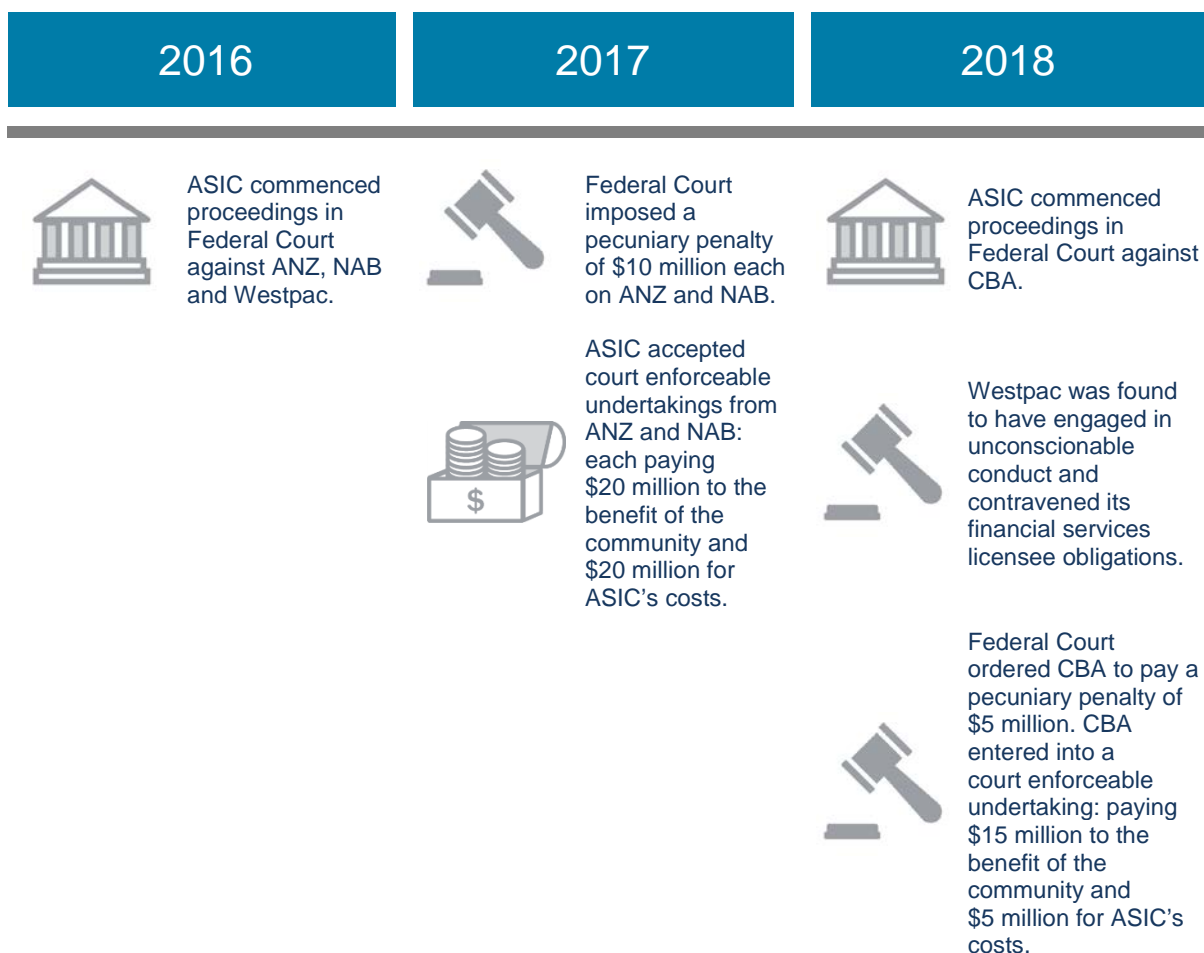 2016
2017
2018
ASIC commenced
proceedings in
Federal Court
against ANZ, NAB
and Westpac.
Federal Court
imposed a
pecuniary penalty
of $10 million each
on ANZ and NAB.
ASIC accepted
court enforceable
undertakings from
ANZ and NAB:
each paying
$20 million to the
benefit of the
community and
$20 million for
ASIC’s costs.
$
ASIC commenced
proceedings in
Federal Court against
CBA.
Westpac was found
to have engaged in
unconscionable
conduct and
contravened its
financial services
licensee obligations.
Federal Court
ordered CBA to pay a
pecuniary penalty of
$5 million. CBA
entered into a
court enforceable
undertaking: paying
$15 million to the
benefit of the
community and
$5 million for ASIC’s
costs.